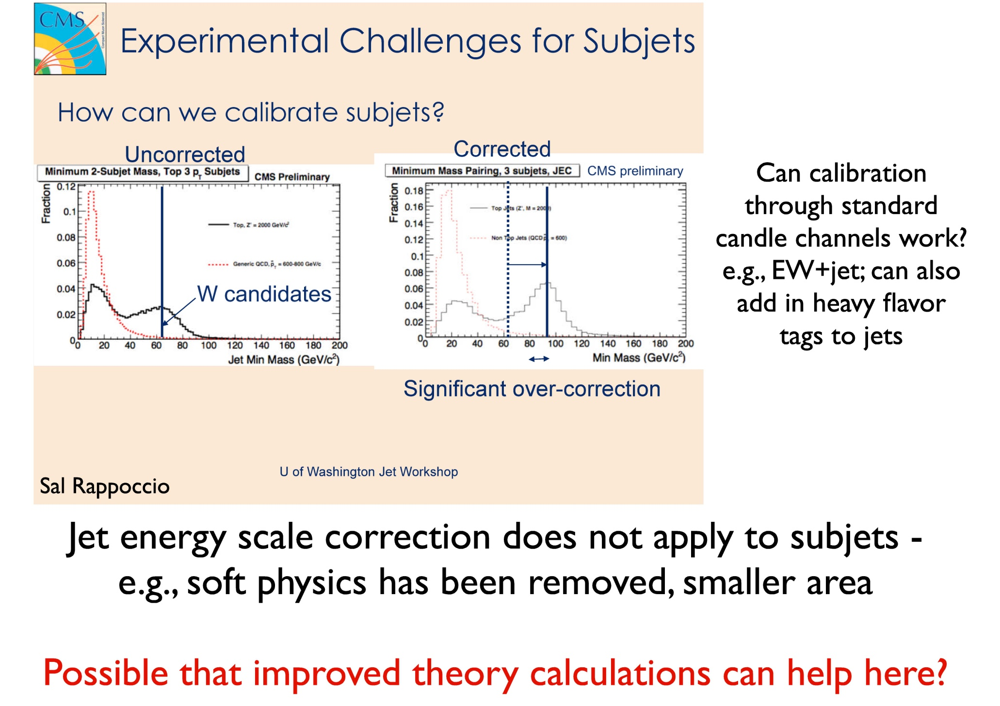 CMS
Compact Muon Solenoid
Experimental Challenges for Subjets
How can we calibrate subjets?
Uncorrected
Minimum 2-Subjet Mass, Top 3 pT Subjets
CMS Preliminary
Fraction
0.12
0.1
0.08
0.06
0.04
0.02
0
Top, Z' = 2000 GeV/c²
Generic QCD, p̂T = 600-800 GeV/c
W candidates
0 20 40 60 80 100 120 140 160 180 200
Jet Min Mass (GeV/c²)
Corrected
Minimum Mass Pairing, 3 subjets, JEC
CMS preliminary
Fraction
0.18
0.16
0.14
0.12
0.1
0.08
0.06
0.04
0.02
0
Top Jets (Z', M = 2000)
Non Top Jets (QCD p̂T = 600)
0 20 40 60 80 100 120 140 160 180 200
Min Mass (GeV/c²)
Significant over-correction
Can calibration
through standard
candle channels work?
e.g., EW+jet; can also
add in heavy flavor
tags to jets
U of Washington Jet Workshop
Sal Rappoccio
Jet energy scale correction does not apply to subjets -
e.g., soft physics has been removed, smaller area
Possible that improved theory calculations can help here?